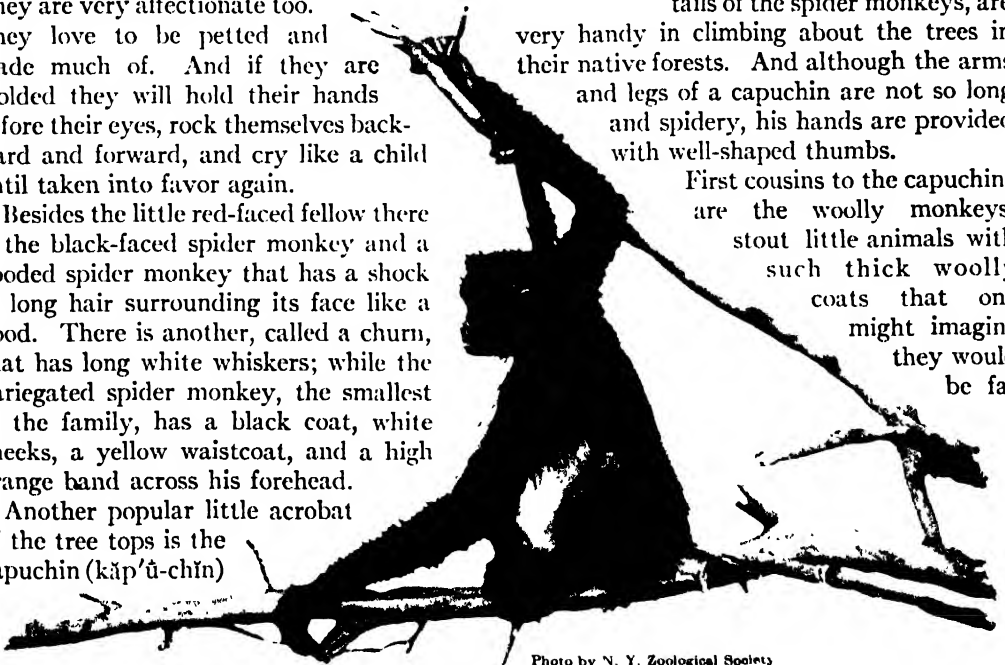 ey are very affectionate too.
ey love to be petted and
ade much of. And if they are
olded they will hold their hands
fore their eyes, rock themselves back-
ard and forward, and cry like a child
til taken into favor again.
Besides the little red-faced fellow there
the black-faced spider monkey and a
ooded spider monkey that has a shock
long hair surrounding its face like a
ood. There is another, called a churn,
at has long white whiskers; while the
ariegated spider monkey, the smallest
the family, has a black coat, white
eeks, a yellow waistcoat, and a high
range band across his forehead.
Another popular little acrobat
the tree tops is the
apuchin (kăp'û-chĭn)
tails of the spider monkeys, are
very handy in climbing about the trees in
their native forests. And although the arms
and legs of a capuchin are not so long
and spidery, his hands are provided
with well-shaped thumbs.
First cousins to the capuchin
are the woolly monkeys
stout little animals with
such thick woolly
coats that on
might imagin
they woul
be fa
Photo by N. Y. Zoological Society